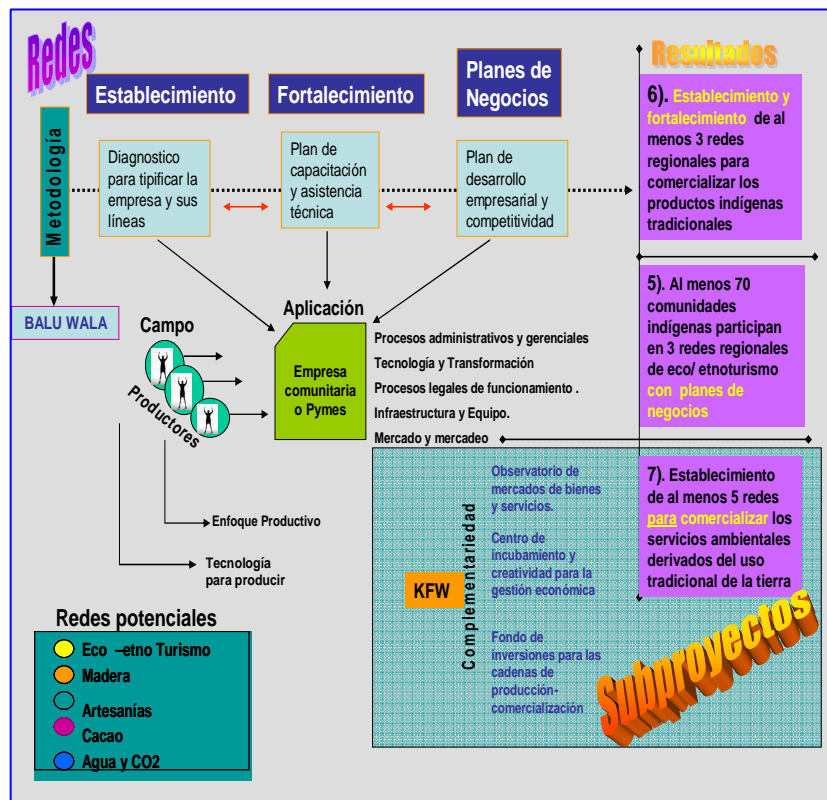 Redes
Resultados
Establecimiento
Fortalecimiento
Planes de
Negocios
Metodología
Diagnostico
para tipificar la
empresa y sus
líneas
Plan de
capacitación
y asistencia
técnica
Plan de
desarrollo
empresarial y
competitividad
6). Establecimiento y
fortalecimiento de al
menos 3 redes
regionales para
comercializar los
productos indígenas
tradicionales
BALU WALA
Campo
Productores
Aplicación
Empresa
comunitaria
o Pymes
Procesos administrativos y gerenciales
Tecnología y Transformación
Procesos legales de funcionamiento .
Infraestructura y Equipo.
Mercado y mercadeo
5). Al menos 70
comunidades
indígenas participan
en 3 redes regionales
de eco/ etnoturismo
con planes de
negocios
Enfoque Productivo
Tecnología
para producir
KFW
Complementariedad
Observatorio de
mercados de bienes
y servicios.
Centro de
incubamiento y
creatividad para la
gestión económica
Fondo de
inversiones para las
cadenas de
producción-
comercialización
7). Establecimiento
de al menos 5 redes
para comercializar los
servicios ambientales
derivados del uso
tradicional de la tierra
Subproyectos
Redes potenciales
Eco –etno Turismo
Madera
Artesanías
Cacao
Agua y CO2